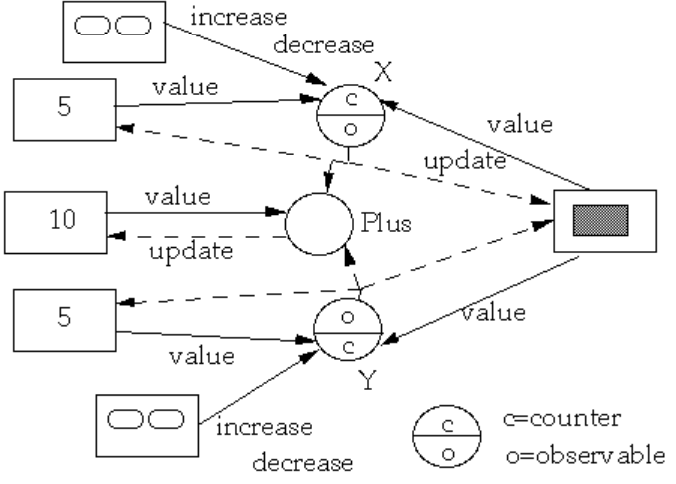 increase
decrease
X
value
5
c
o
value
update
value
10
Plus
update
5
o
c
value
value
Y
increase
decrease
c
o
c=counter
o=observable